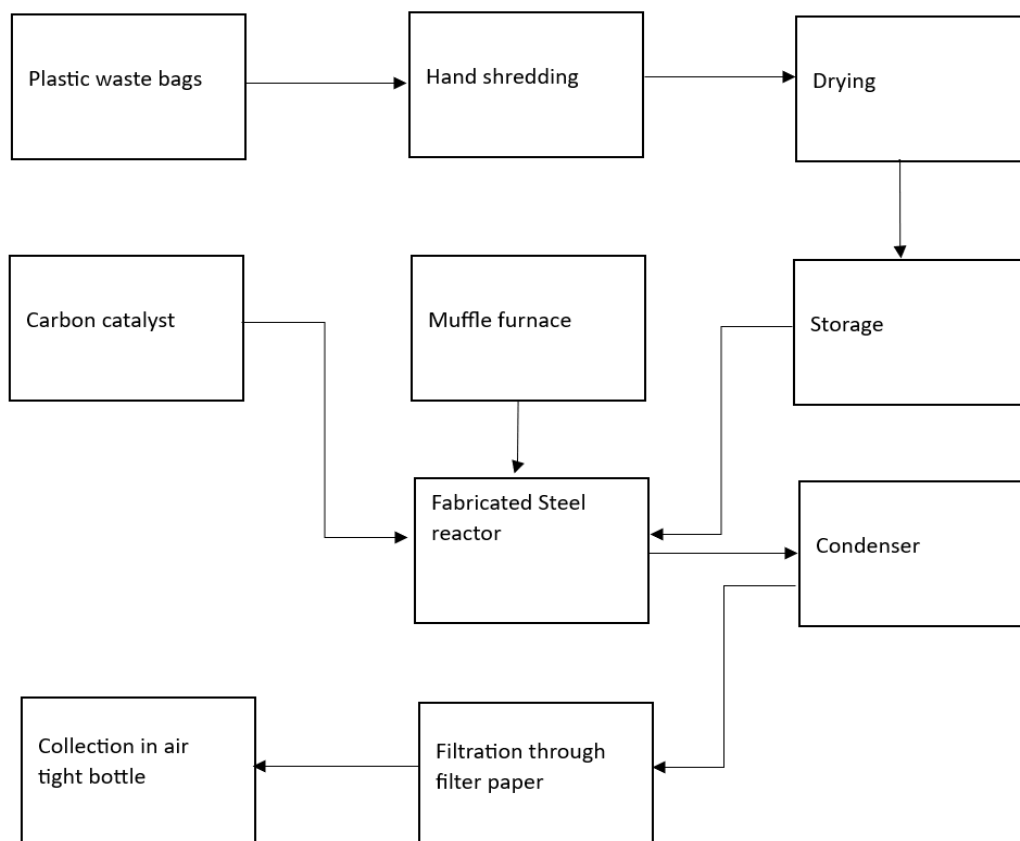 Plastic waste bags
Hand shredding
Drying
Carbon catalyst
Muffle furnace
Storage
Fabricated Steel
reactor
Condenser
Collection in air
tight bottle
Filtration through
filter paper